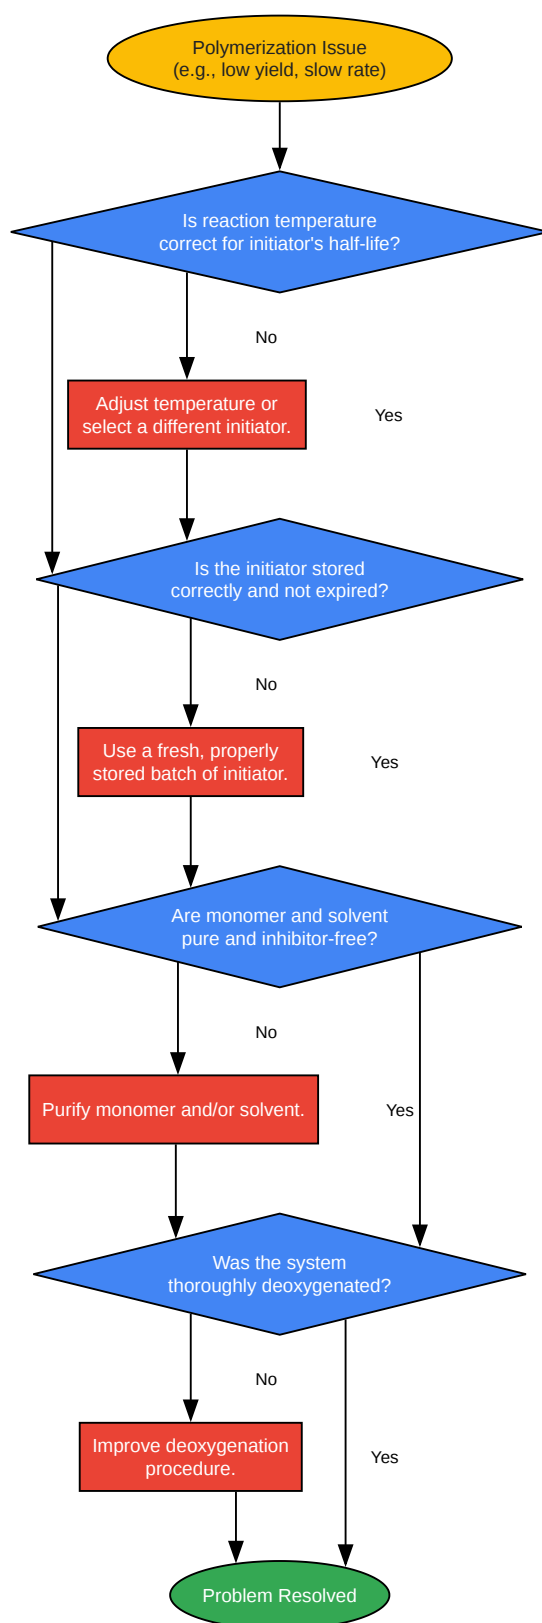 Polymerization Issue
(e.g., low yield, slow rate)
Is reaction temperature
correct for initiator's half-life?
No
Adjust temperature or
select a different initiator.
Yes
Is the initiator stored
correctly and not expired?
No
Use a fresh, properly
stored batch of initiator.
Yes
Are monomer and solvent
pure and inhibitor-free?
No
Purify monomer and/or solvent.
Yes
Was the system
thoroughly deoxygenated?
No
Improve deoxygenation
procedure.
Yes
Problem Resolved